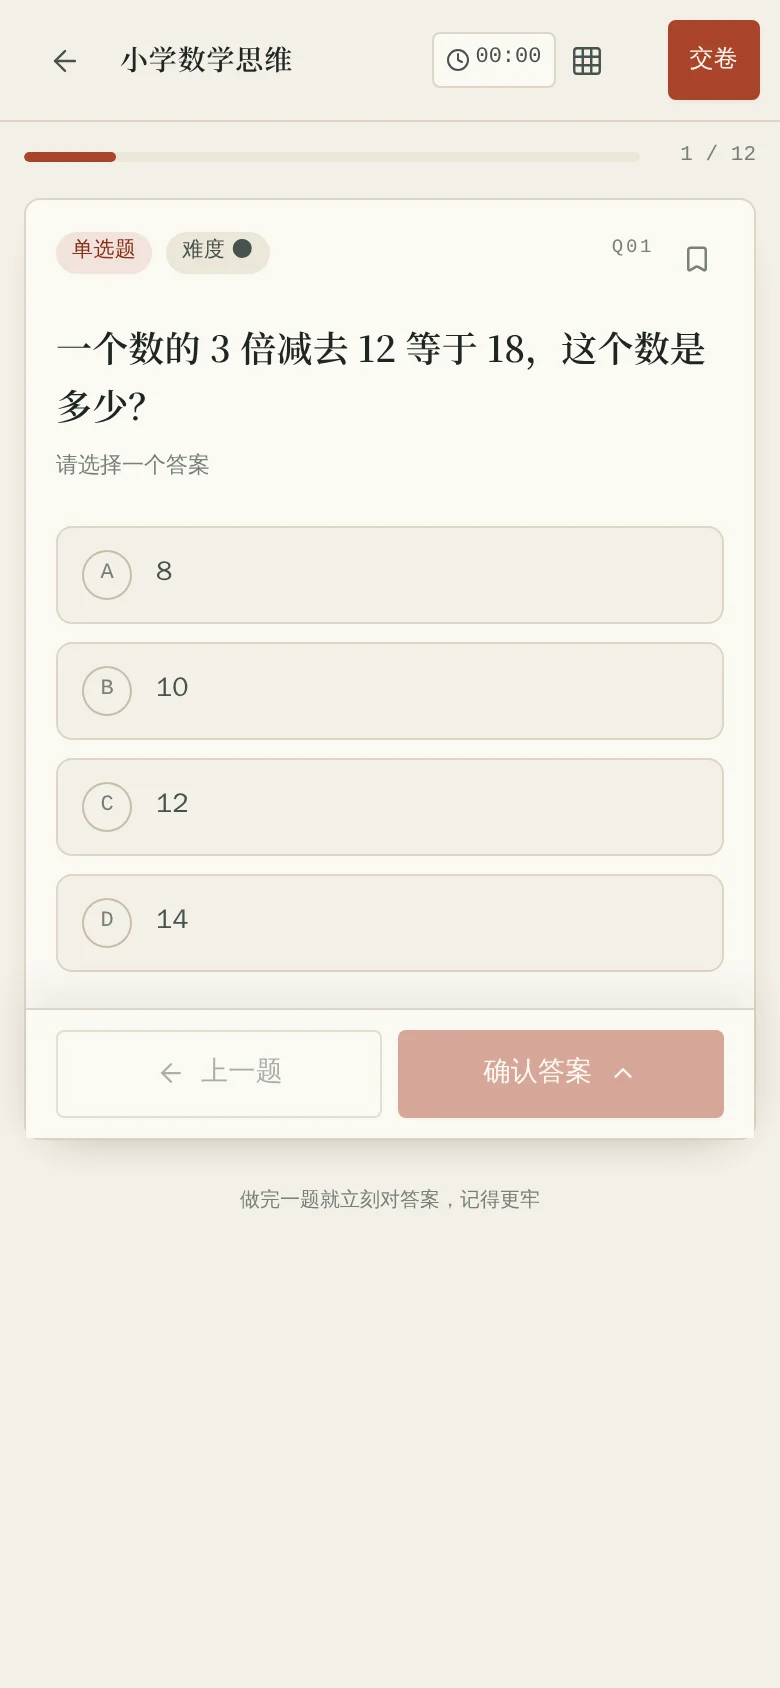 小学数学思维
00:00
交卷
1 / 12
单选题
难度
Q01
一个数的 3 倍减去 12 等于 18，这个数是
多少?
请选择一个答案
A 8
B 10
C 12
D 14
上一题
确认答案
做完一题就立刻对答案，记得更牢